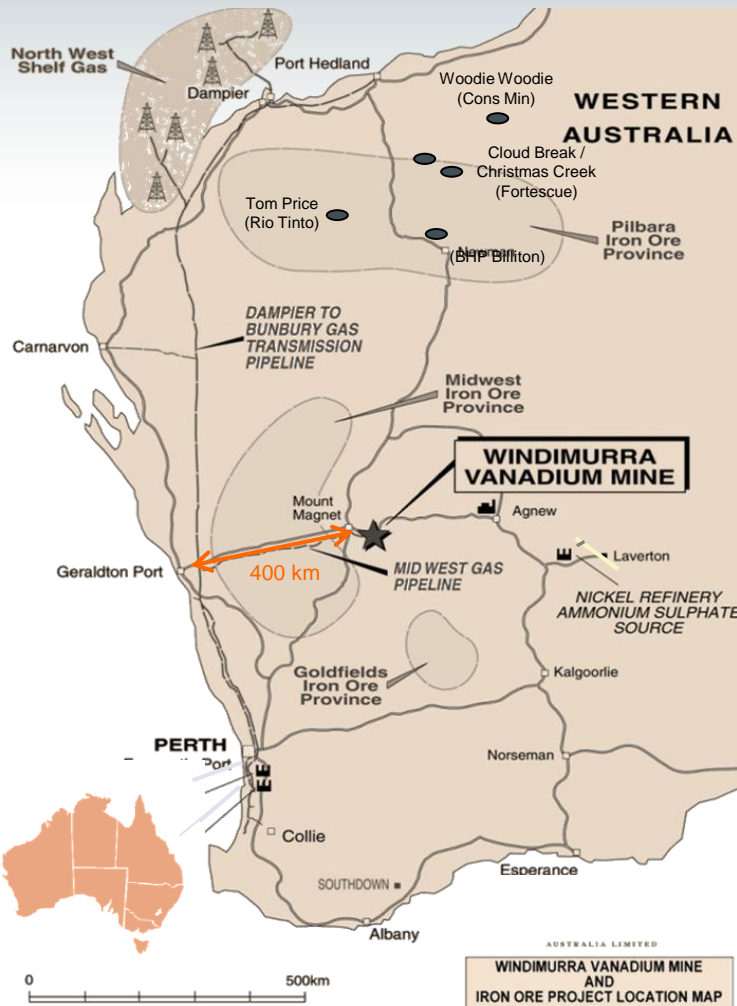 North West
Shelf Gas
Port Hedland
Dampier
Woodie Woodie
(Cons Min)
WESTERN
AUSTRALIA
Cloud Break /
Christmas Creek
(Fortescue)
Tom Price
(Rio Tinto)
Pilbara
Iron Ore
Province
Newman
(BHP Billiton)
DAMPIER TO
BUNBURY GAS
TRANSMISSION
PIPELINE
Carnarvon
Midwest
Iron Ore
Province
WINDIMURRA
VANADIUM MINE
Mount
Magnet
Agnew
Geraldton Port
400 km
MID WEST GAS
PIPELINE
Laverton
NICKEL REFINERY
AMMONIUM SULPHATE
SOURCE
Goldfields
Iron Ore
Province
Kalgoorlie
PERTH
Port
Norseman
Collie
Esperance
SOUTHDOWN
Albany
AUSTRALIA LIMITED
0 500km
WINDIMURRA VANADIUM MINE
AND
IRON ORE PROJECT LOCATION MAP